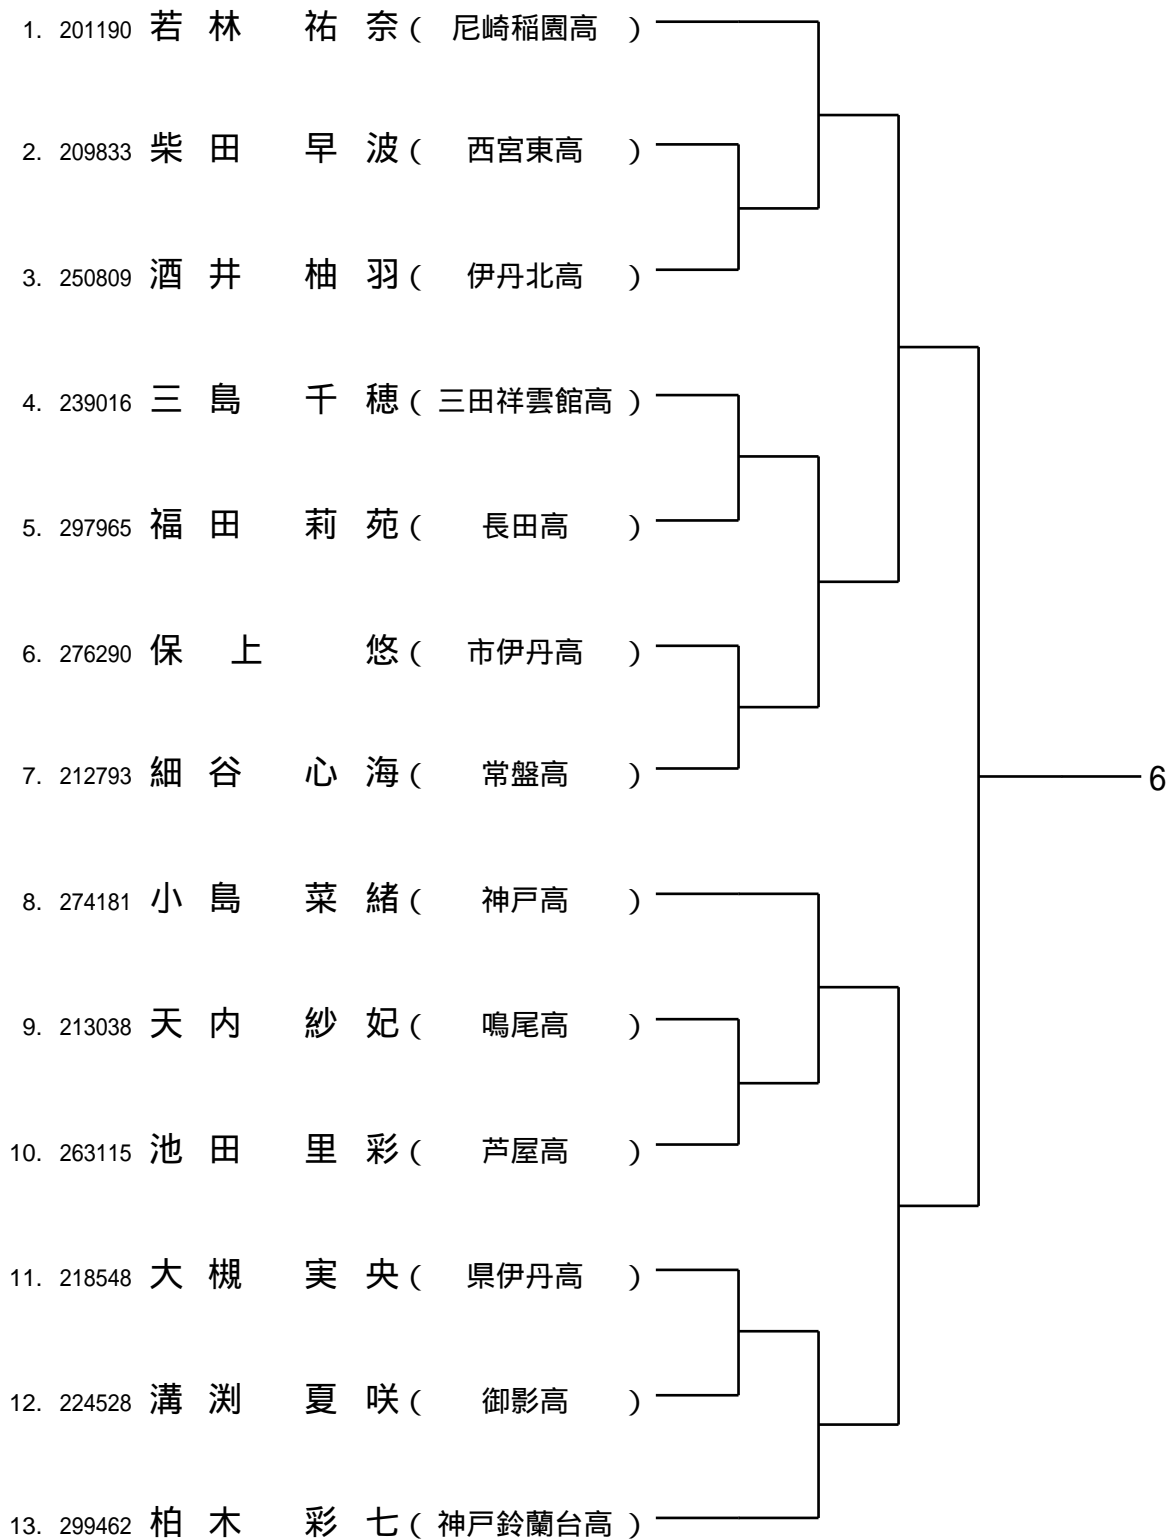 1. 201190 若 林 祐 奈 ( 尼崎稲園高 )
2. 209833 柴 田 早 波 ( 西宮東高 )
3. 250809 酒 井 柚 羽 ( 伊丹北高 )
4. 239016 三 島 千 穂 ( 三田祥雲館高 )
5. 297965 福 田 莉 苑 ( 長田高 )
6. 276290 保 上 悠 ( 市伊丹高 )
7. 212793 細 谷 心 海 ( 常盤高 )
6
8. 274181 小 島 菜 緒 ( 神戸高 )
9. 213038 天 内 紗 妃 ( 鳴尾高 )
10. 263115 池 田 里 彩 ( 芦屋高 )
11. 218548 大 槻 実 央 ( 県伊丹高 )
12. 224528 溝 渕 夏 咲 ( 御影高 )
13. 299462 柏 木 彩 七 ( 神戸鈴蘭台高 )